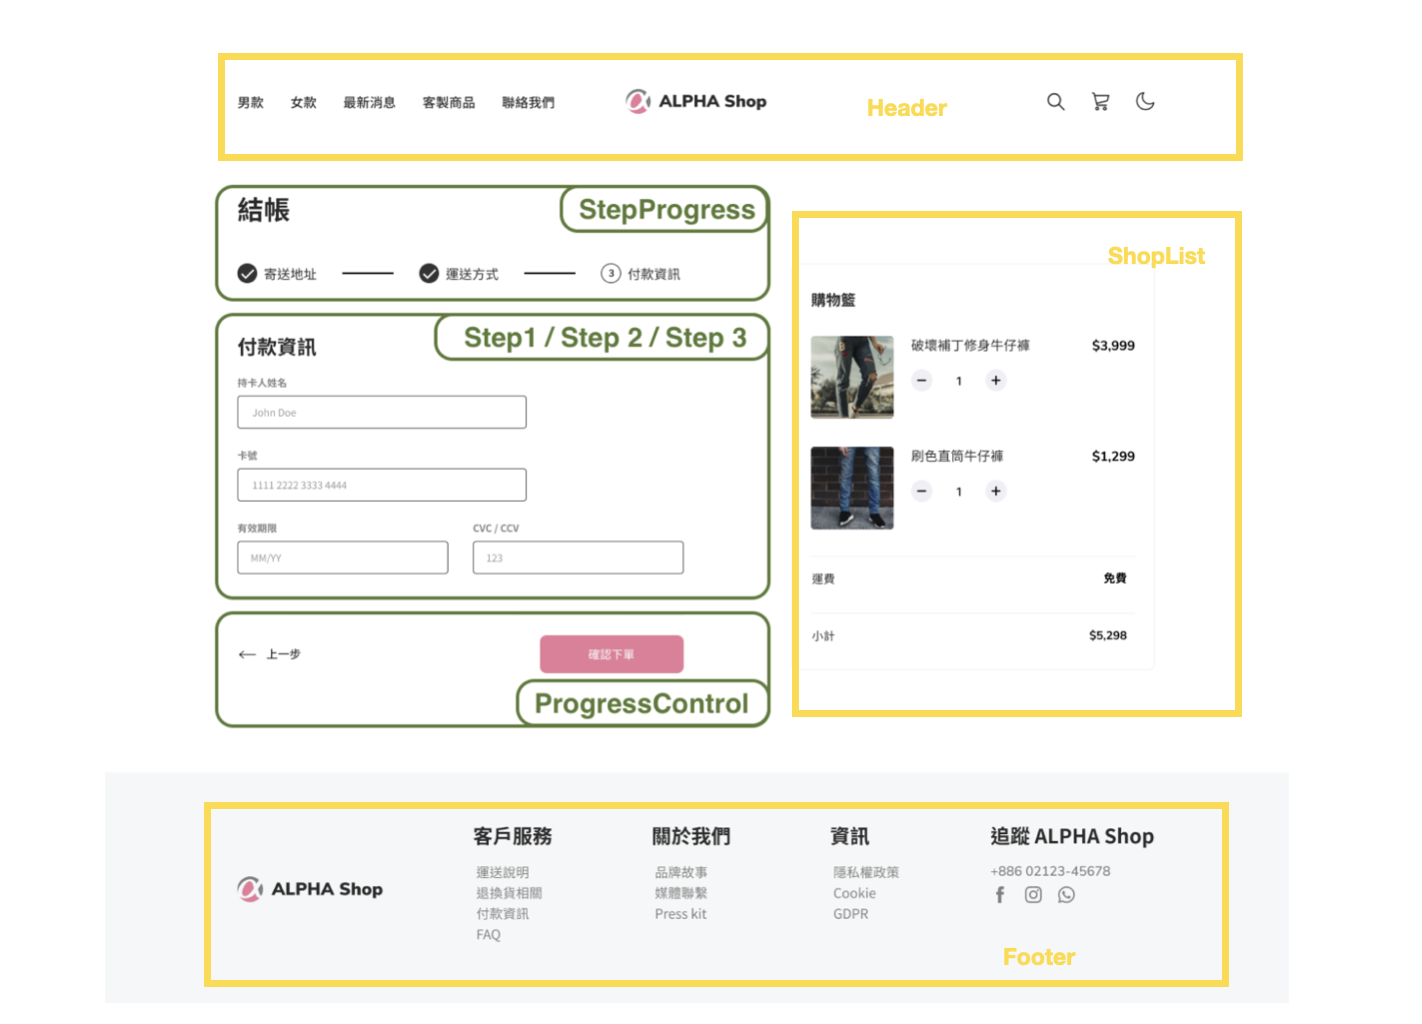 男款 女款 最新消息 客製商品 聯絡我們 ALPHA Shop Header
結帳 StepProgress
寄送地址 運送方式 3 付款資訊
付款資訊 Step1 / Step 2 / Step 3
持卡人姓名
John Doe
卡號
1111 2222 3333 4444
有效期限 CVC / CCV
MM/YY 123
上一步 確認下單
ProgressControl
ShopList
購物籃
破壞補丁修身牛仔褲 $3,999
1
刷色直筒牛仔褲 $1,299
1
運費 免費
小計 $5,298
ALPHA Shop
客戶服務
運送說明
退換貨相關
付款資訊
FAQ
關於我們
品牌故事
媒體聯繫
Press kit
資訊
隱私權政策
Cookie
GDPR
追蹤 ALPHA Shop
+886 02123-45678
Footer